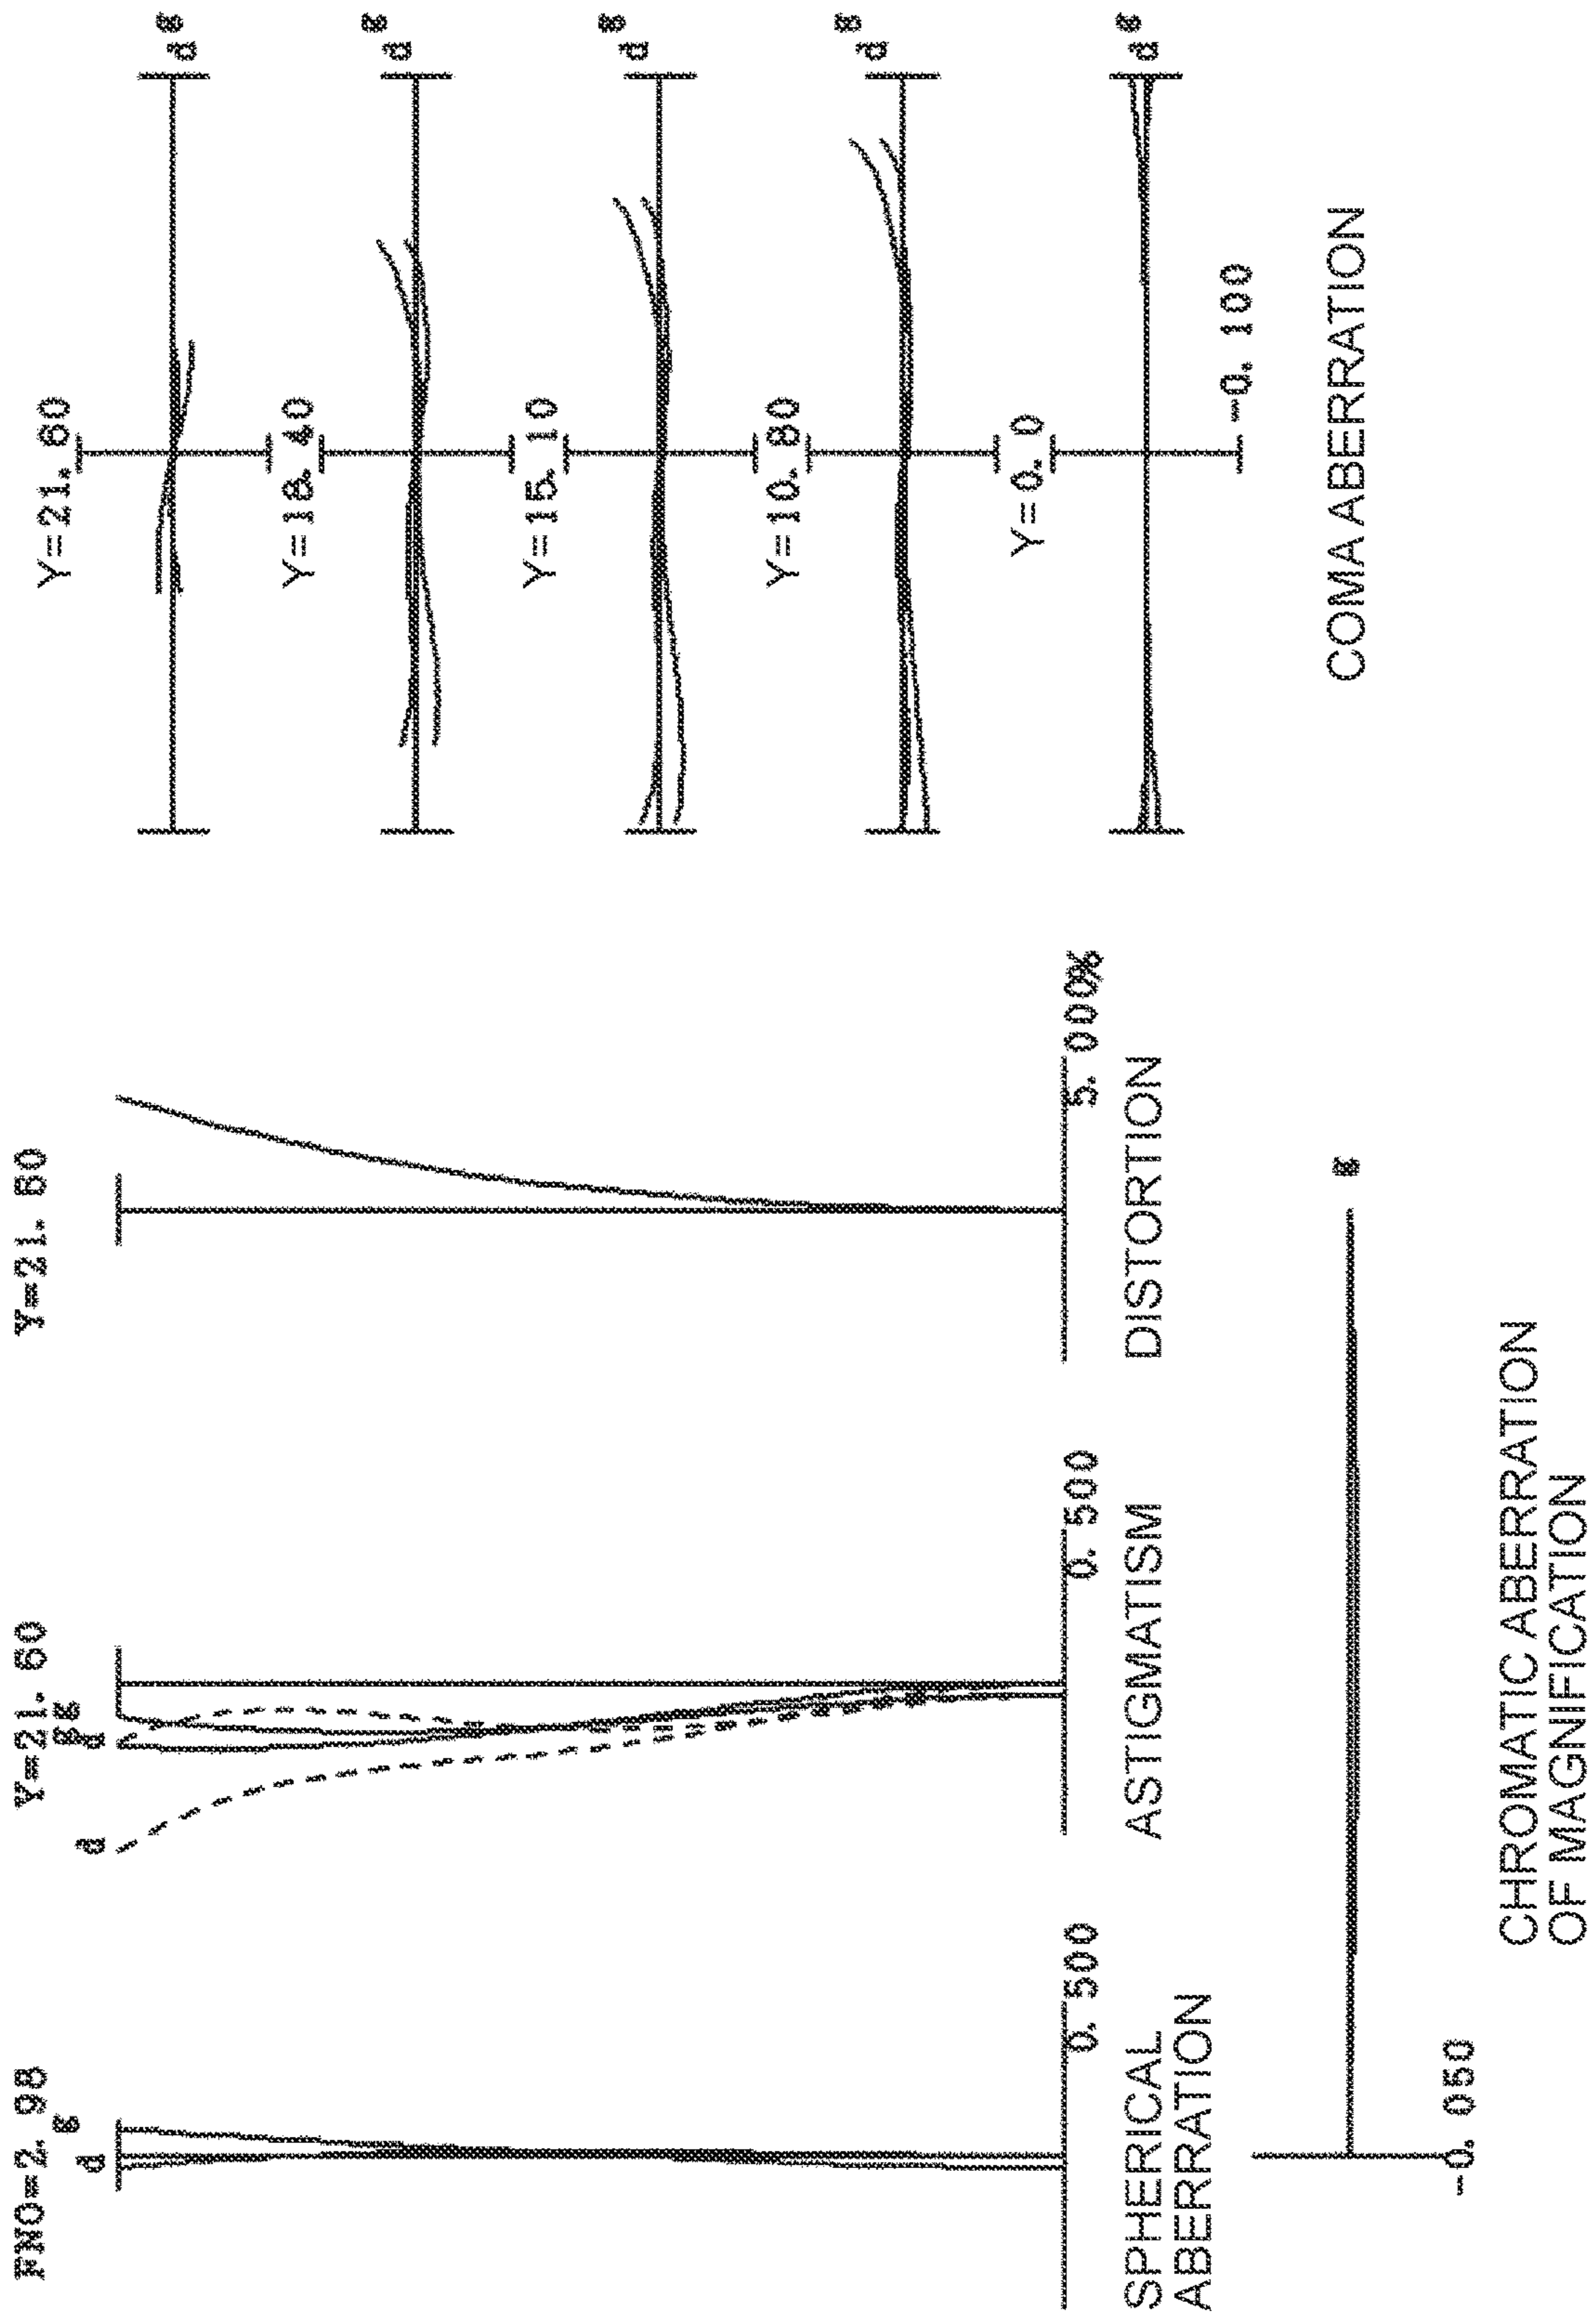 FNO=2. 98
d
g
0. 500
SPHERICAL
ABERRATION
Y=21. 60
d
d
g
g
0. 500
ASTIGMATISM
Y=21. 60
5. 000%
DISTORTION
Y=21. 60
d
g
Y=18. 40
d
g
Y=15. 10
d
g
Y=10. 80
d
g
Y=0. 0
d
g
-0. 100
COMA ABERRATION
g
-0. 050
CHROMATIC ABERRATION
OF MAGNIFICATION